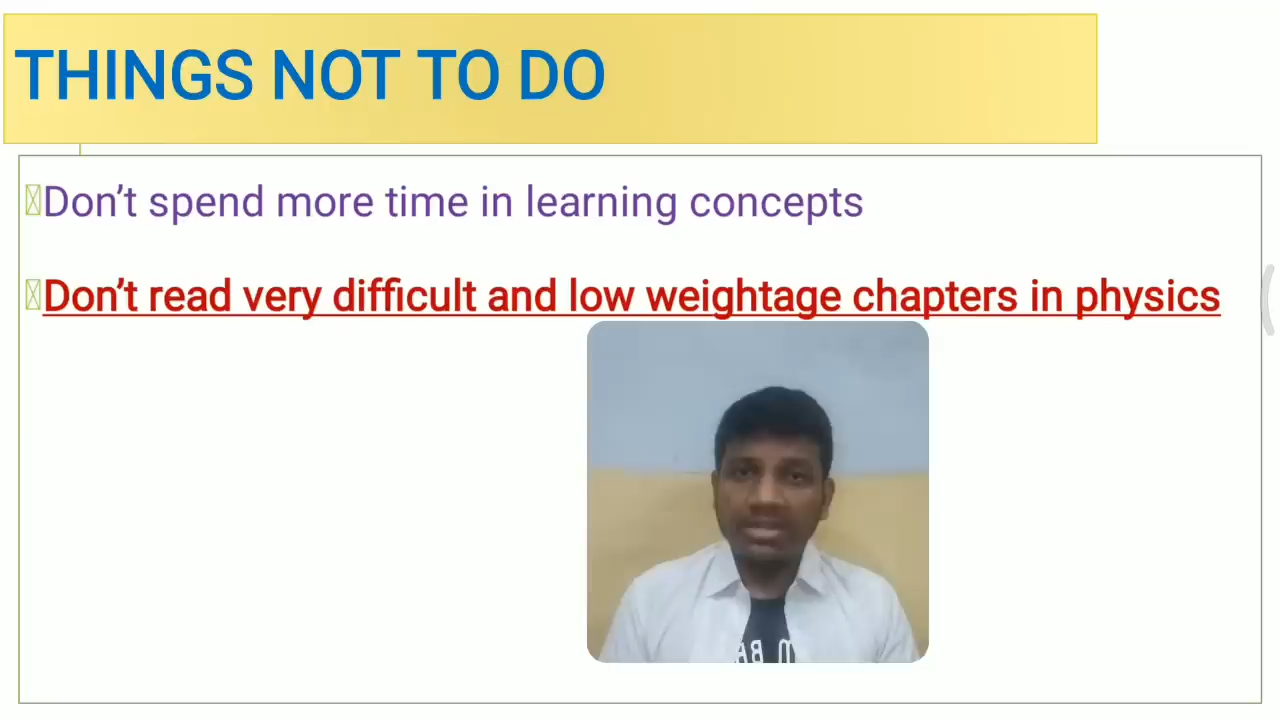 THINGS NOT TO DO
Don’t spend more time in learning concepts
Don’t read very difficult and low weightage chapters in physics